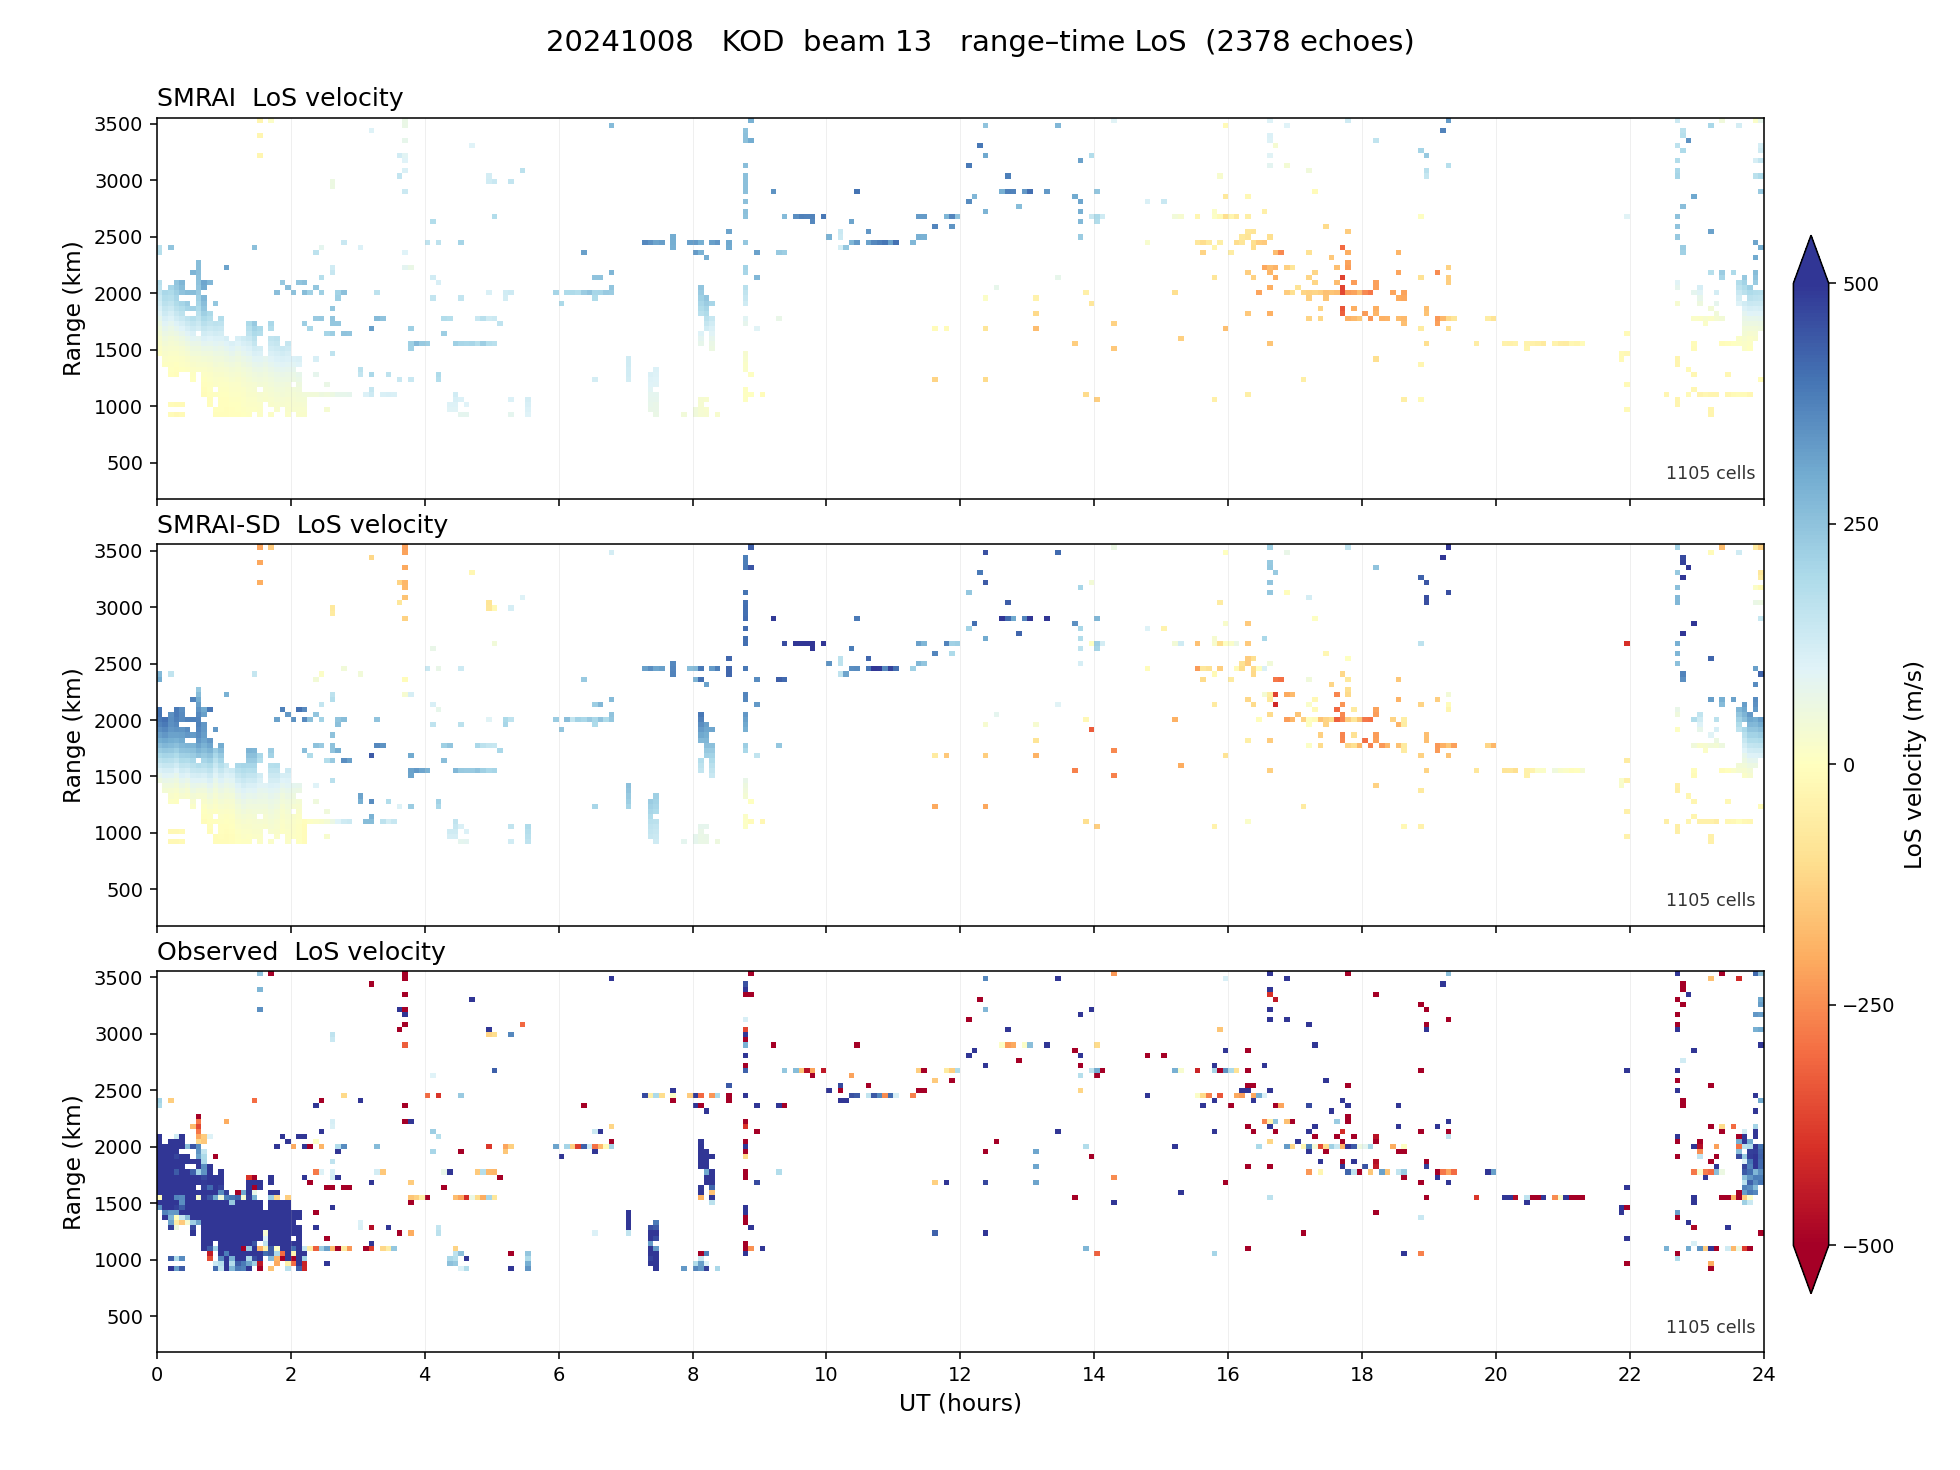 20241008   KOD  beam 13   range–time LoS  (2378 echoes)
SMRAI  LoS velocity
3500
3000
2500
2000
1500
1000
500
Range (km)
1105 cells
SMRAI-SD  LoS velocity
3500
3000
2500
2000
1500
1000
500
Range (km)
1105 cells
Observed  LoS velocity
3500
3000
2500
2000
1500
1000
500
Range (km)
1105 cells
0 2 4 6 8 10 12 14 16 18 20 22 24
UT (hours)
500
250
0
−250
−500
LoS velocity (m/s)